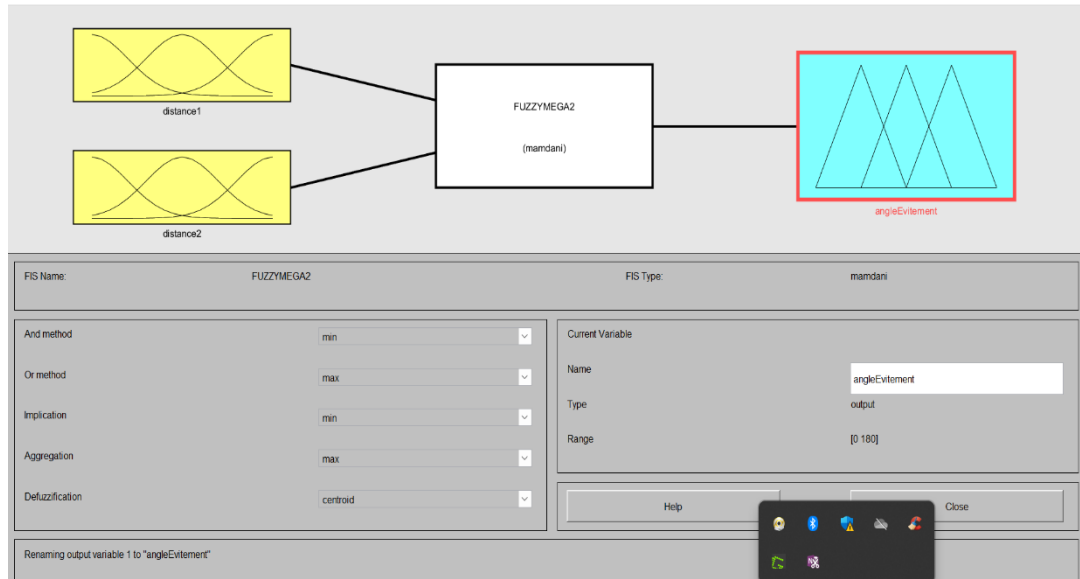 distance1
FUZZYMEGA2
(mamdani)
distance2
angleEvitement
FIS Name: FUZZYMEGA2 FIS Type: mamdani
And method min
Or method max
Implication min
Aggregation max
Defuzzification centroid
Current Variable
Name angleEvitement
Type output
Range [0 180]
Help Close
Renaming output variable 1 to "angleEvitement"